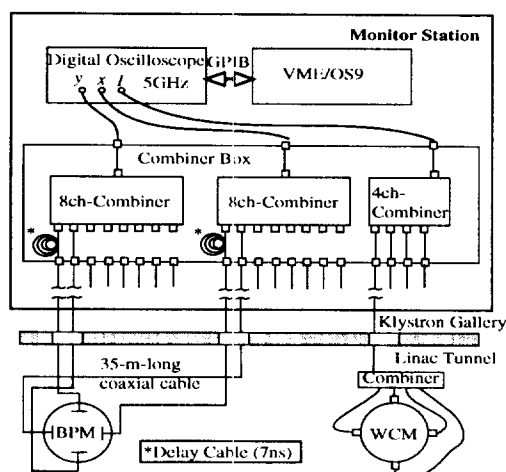 Monitor Station
Digital Oscilloscope
5GHz
y x I
GPIB
VME/OS9
Combiner Box
8ch-Combiner
8ch-Combiner
4ch-
Combiner
*
*
Klystron Gallery
Linac Tunnel
35-m-long
coaxial cable
Combiner
BPM
WCM
*Delay Cable (7ns)